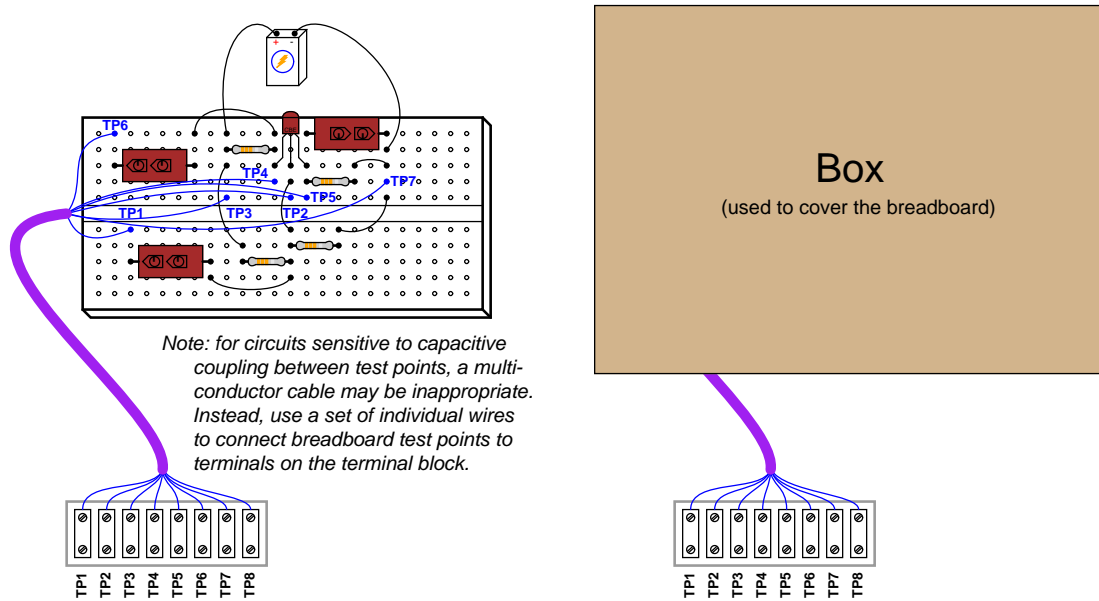 + -
CBE
TP6
TP4
TP7
TP5
TP1
TP3
TP2
Note: for circuits sensitive to capacitive
coupling between test points, a multi-
conductor cable may be inappropriate.
Instead, use a set of individual wires
to connect breadboard test points to
terminals on the terminal block.
TP1 TP2 TP3 TP4 TP5 TP6 TP7 TP8
Box
(used to cover the breadboard)
TP1 TP2 TP3 TP4 TP5 TP6 TP7 TP8